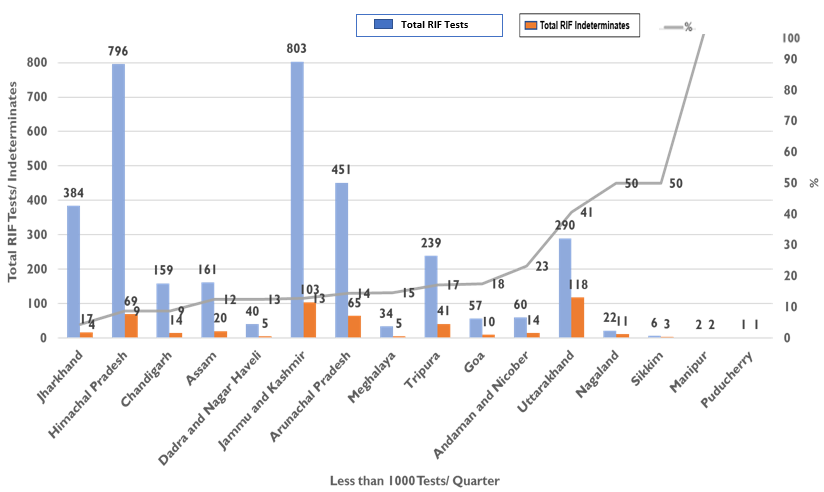 Total RIF Tests
Total RIF Indeterminates
%
Total RIF Tests/ Indeterminates
800
700
600
500
400
300
200
100
0
100
90
80
70
60
50
40
30
20
10
0
%
384 17 4
796 69 9
159 14 9
161 20 12
40 5 13
803 103 13
451 65 14
34 5 15
239 41 17
57 10 18
60 14 23
290 118 41
22 11 50
6 3 50
2 2
1 1
Jharkhand
Himachal Pradesh
Chandigarh
Assam
Dadra and Nagar Haveli
Jammu and Kashmir
Arunachal Pradesh
Meghalaya
Tripura
Goa
Andaman and Nicober
Uttarakhand
Nagaland
Sikkim
Manipur
Puducherry
Less than 1000Tests/ Quarter